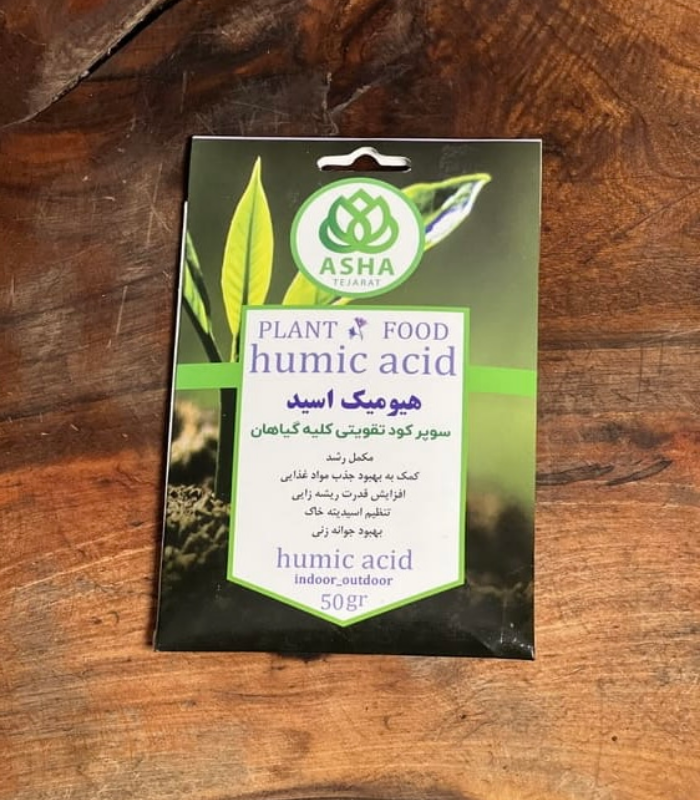 ASHA
TEJARAT
PLANT FOOD
humic acid
هیومیک اسید
سوپر کود تقویتی کلیه گیاهان
مکمل رشد
کمک به بهبود جذب مواد غذایی
افزایش قدرت ریشه زایی
تنظیم اسیدیته خاک
بهبود جوانه زنی
humic acid
indoor_outdoor
50gr